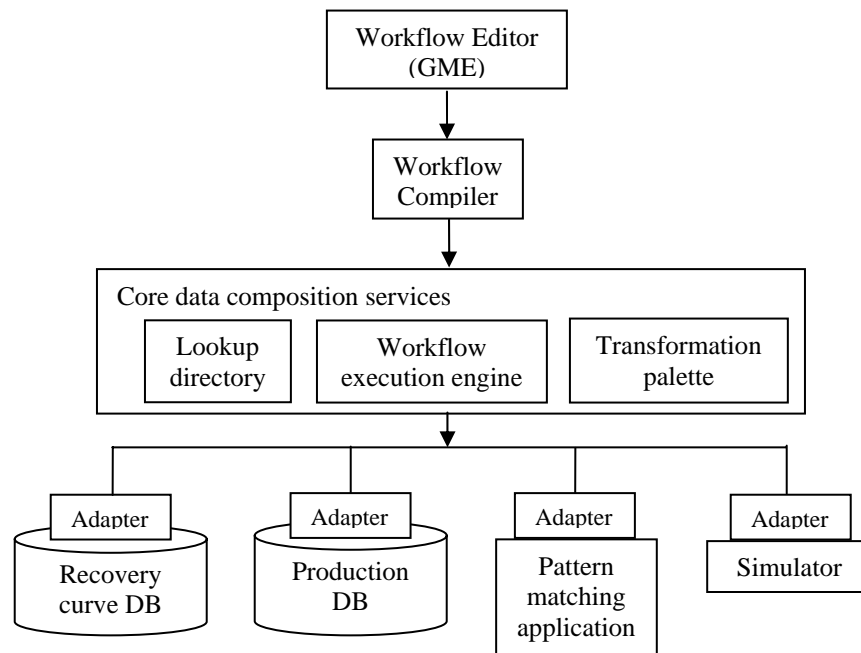 Workflow Editor
(GME)
Workflow
Compiler
Core data composition services
Lookup
directory
Workflow
execution engine
Transformation
palette
Adapter
Adapter
Adapter
Adapter
Recovery
curve DB
Production
DB
Pattern
matching
application
Simulator